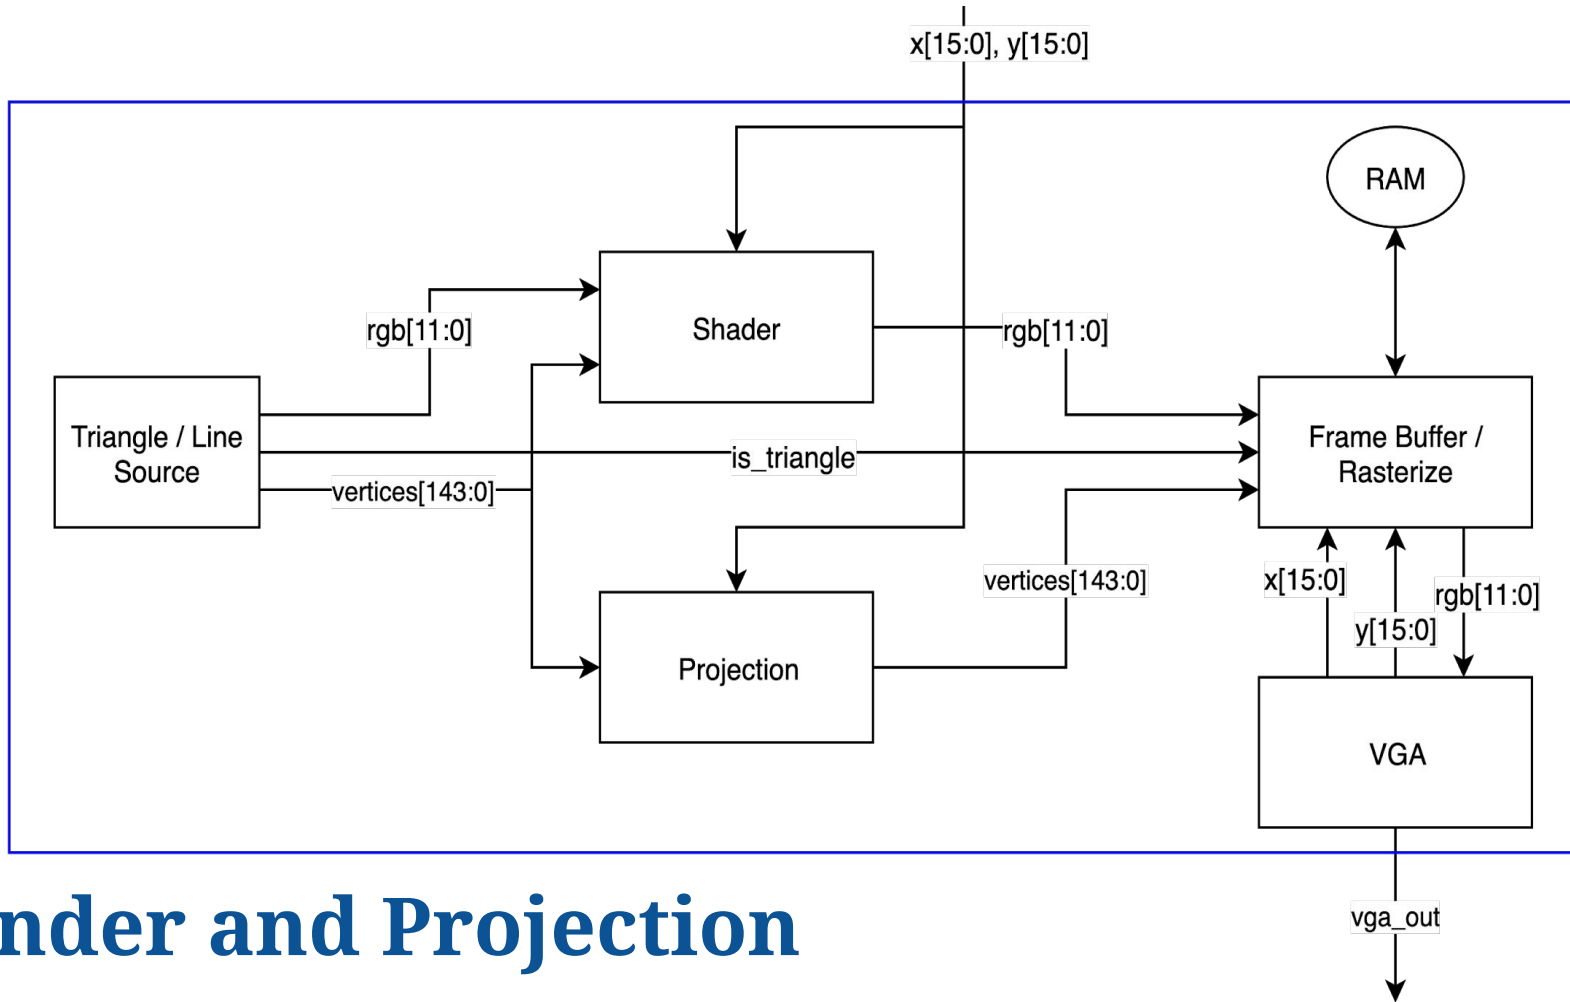 x[15:0], y[15:0]
RAM
rgb[11:0]
Shader
rgb[11:0]
Triangle / Line
Source
is_triangle
Frame Buffer /
Rasterize
vertices[143:0]
vertices[143:0]
x[15:0]
rgb[11:0]
y[15:0]
Projection
VGA
nder and Projection
vga_out